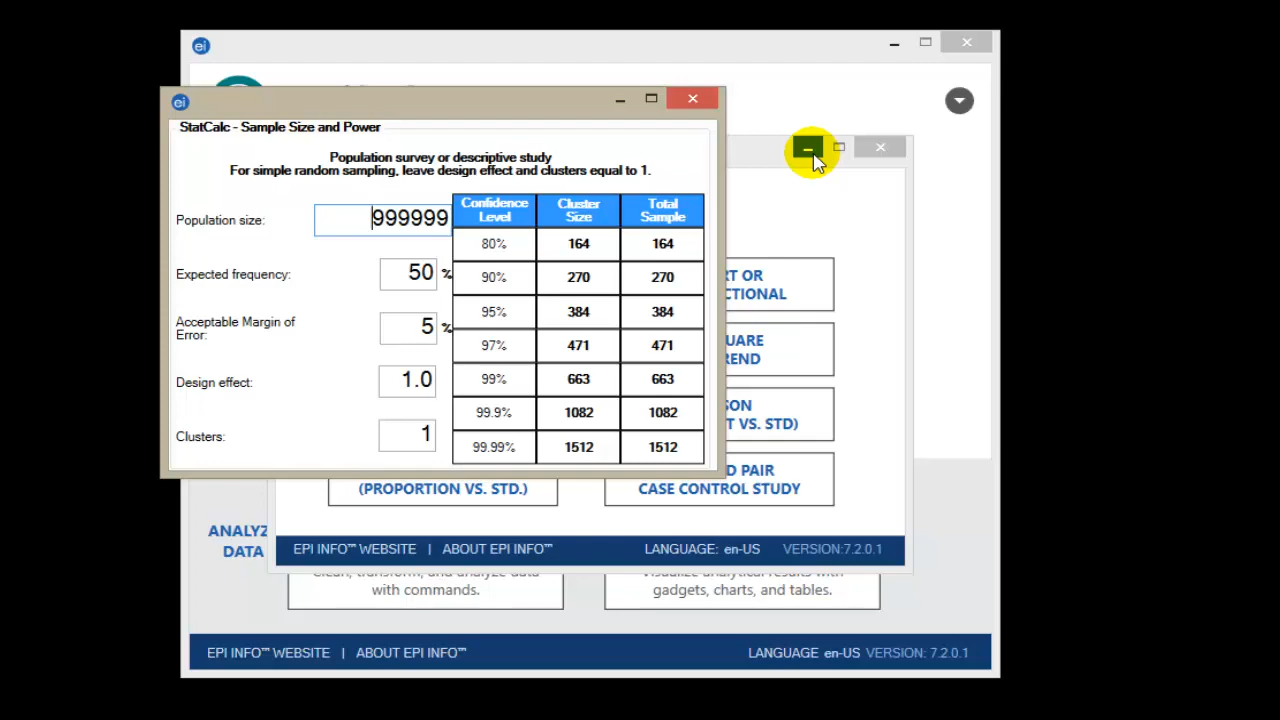 ei
ei
StatCalc - Sample Size and Power
Population survey or descriptive study
For simple random sampling, leave design effect and clusters equal to 1.
Population size:
999999
Expected frequency:
50 %
Acceptable Margin of
Error:
5 %
Design effect:
1.0
Clusters:
1
Confidence Level Cluster Size Total Sample
80% 164 164
90% 270 270
95% 384 384
97% 471 471
99% 663 663
99.9% 1082 1082
99.99% 1512 1512
RT OR
CTIONAL
UARE
REND
SON
T VS. STD)
D PAIR
CASE CONTROL STUDY
(PROPORTION VS. STD.)
EPI INFO™ WEBSITE | ABOUT EPI INFO™
LANGUAGE: en-US VERSION:7.2.0.1
ANALYZ
DATA
Clean, transform, and analyze data
with commands.
Visualize analytical results with
gadgets, charts, and tables.
EPI INFO™ WEBSITE | ABOUT EPI INFO™
LANGUAGE en-US VERSION: 7.2.0.1